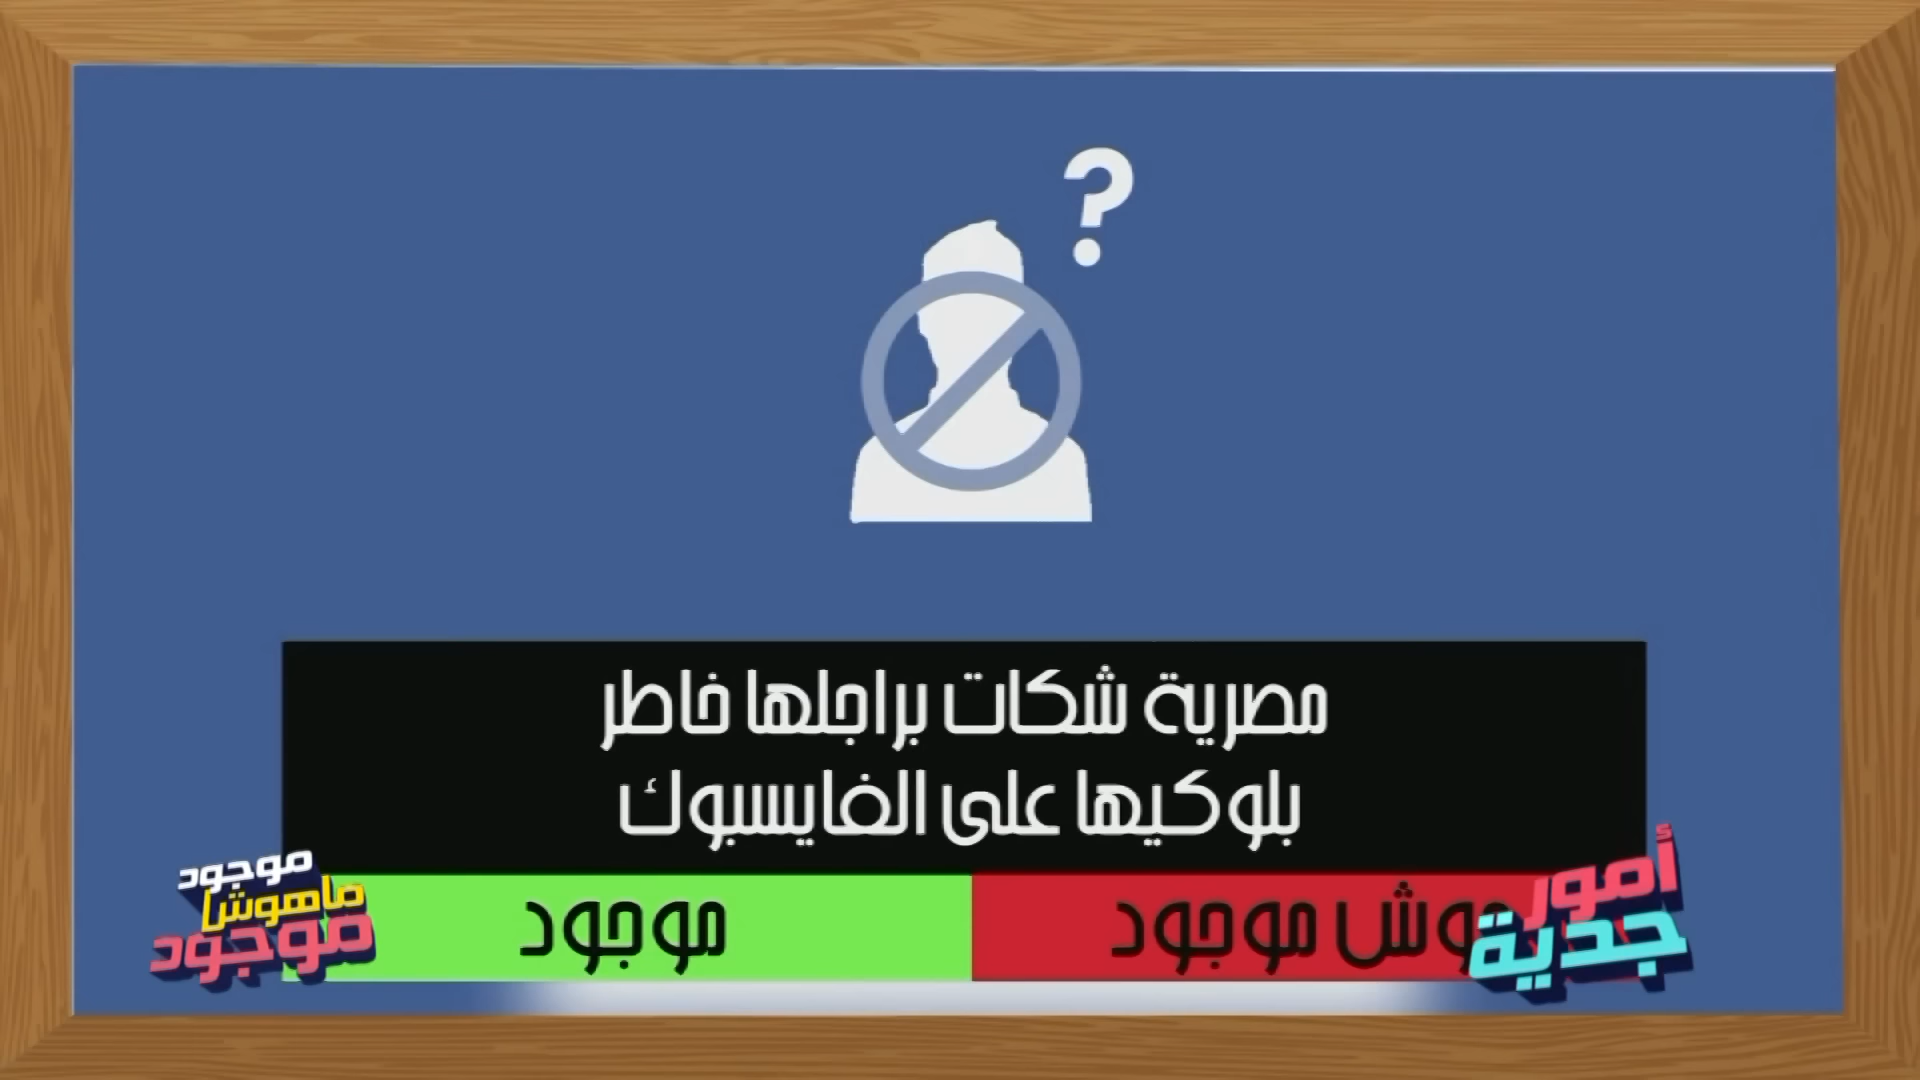 ?
مصرية شكات براجلها خاطر
بلوكيها على الفايسبوك
موجود
موش موجود
موجود
ماهوش
موجود
أمور
جدية